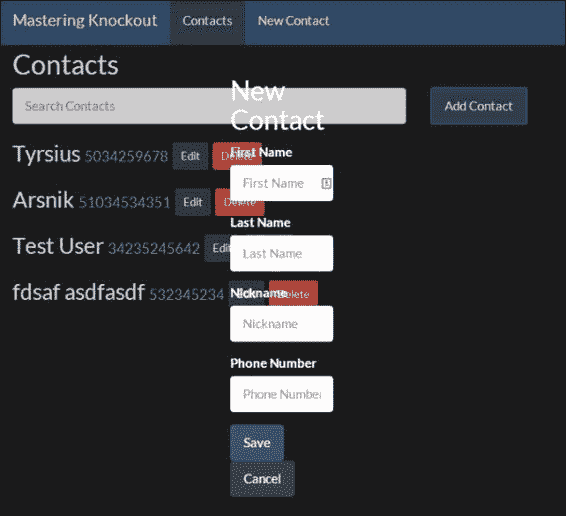 Mastering Knockout Contacts New Contact
Contacts
Search Contacts
Add Contact
Tyrsius 5034259678 Edit Delete
Arsnik 51034534351 Edit Delete
Test User 34235245642 Edit
fdsaf asdfasdf 532345234 Edit Delete
New
Contact
First Name
First Name
Last Name
Last Name
Nickname
Nickname
Phone Number
Phone Number
Save
Cancel